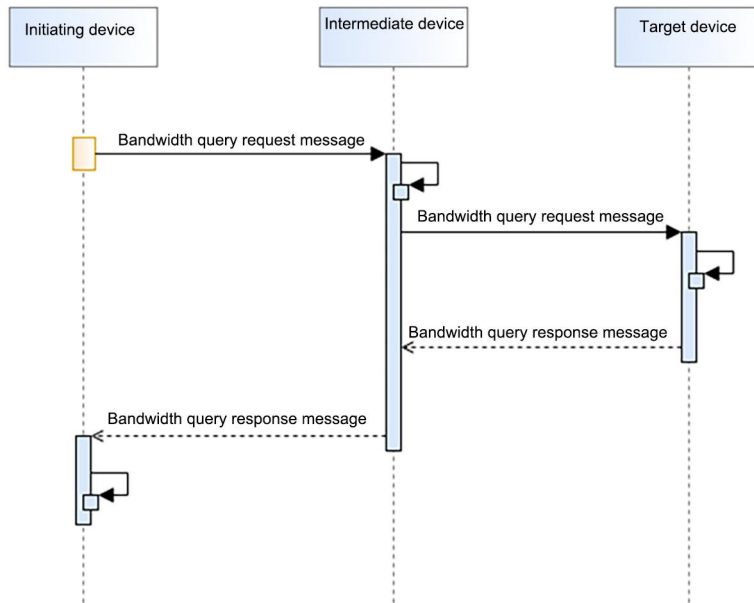 Initiating device
Intermediate device
Target device
Bandwidth query request message
Bandwidth query request message
Bandwidth query response message
Bandwidth query response message